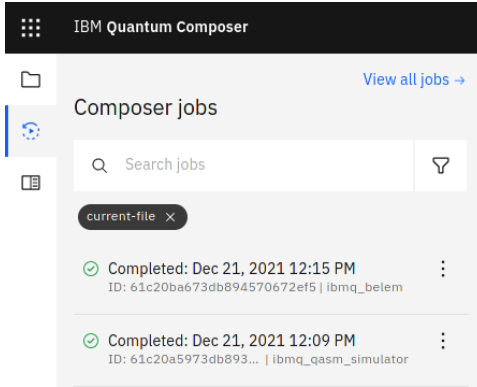 IBM Quantum Composer
View all jobs →
Composer jobs
Search jobs
current-file ×
Completed: Dec 21, 2021 12:15 PM
ID: 61c20ba673db894570672ef5 | ibmq_belem
Completed: Dec 21, 2021 12:09 PM
ID: 61c20a5973db893... | ibmq_qasm_simulator